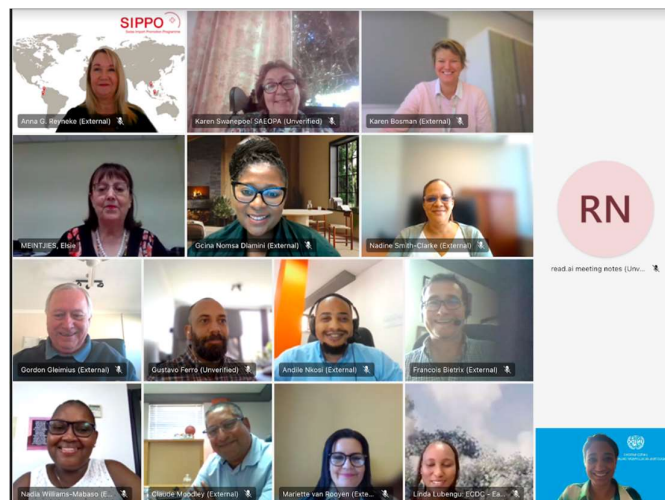 SIPPO
Swiss Import Promotion Programme
Anna G. Reyneke (External)
Karen Swanepoel SAEOPA (Unverified)
Karen Bosman (External)
MEINTJIES, Elsie
Gcina Nomsa Dlamini (External)
Nadine Smith-Clarke (External)
RN
read.ai meeting notes (Unv...
Gordon Gleimius (External)
Gustavo Ferro (Unverified)
Andile Nkosi (External)
Francois Bietrix (External)
Nadia Williams-Mabaso (E...
Claude Moodley (External)
Mariette van Rooyen (Exte...
Linda Lubengu: ECDC - Ea...